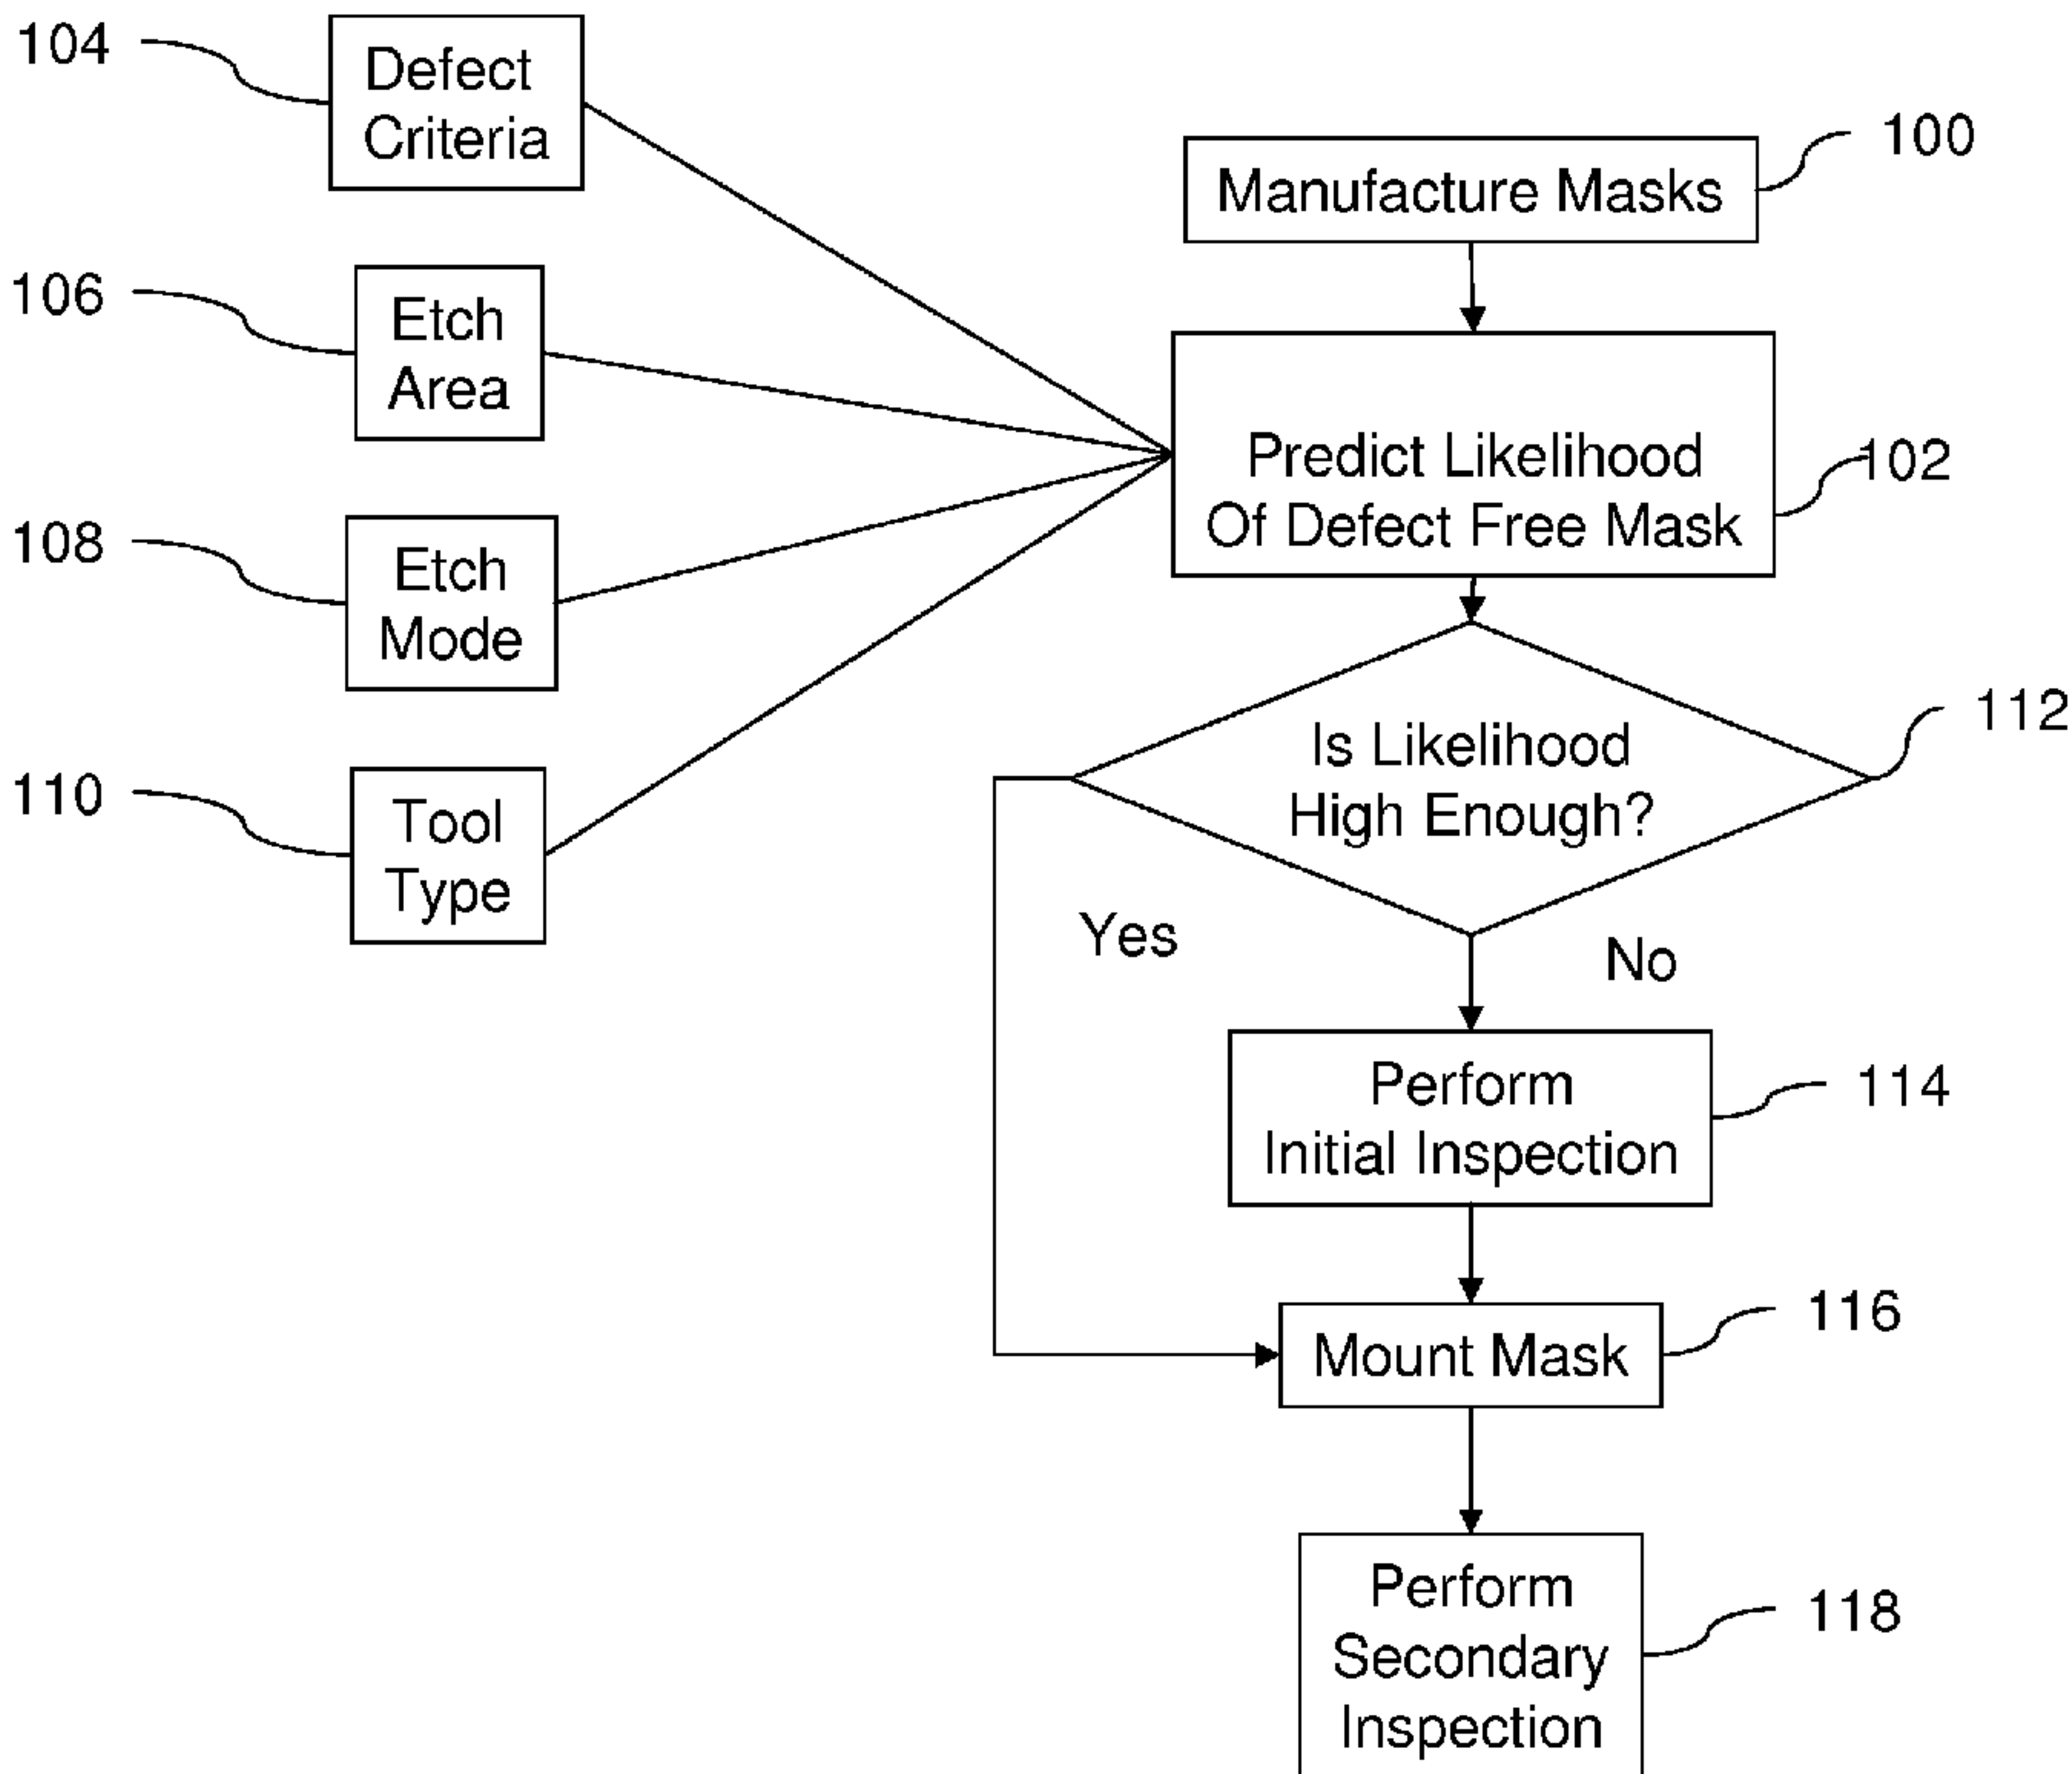 104
Defect
Criteria
100
Manufacture Masks
106
Etch
Area
102
Predict Likelihood
Of Defect Free Mask
108
Etch
Mode
112
Is Likelihood
High Enough?
110
Tool
Type
Yes
No
114
Perform
Initial Inspection
116
Mount Mask
118
Perform
Secondary
Inspection